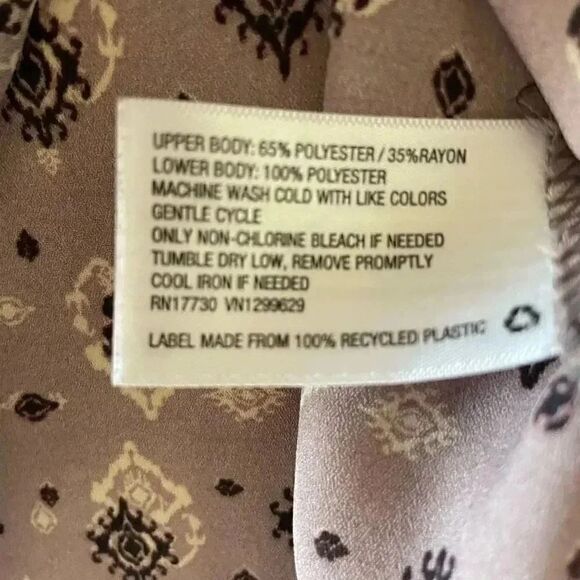 UPPER BODY: 65% POLYESTER / 35%RAYON
LOWER BODY: 100% POLYESTER
MACHINE WASH COLD WITH LIKE COLORS
GENTLE CYCLE
ONLY NON-CHLORINE BLEACH IF NEEDED
TUMBLE DRY LOW, REMOVE PROMPTLY
COOL IRON IF NEEDED
RN17730 VN1299629
LABEL MADE FROM 100% RECYCLED PLASTIC